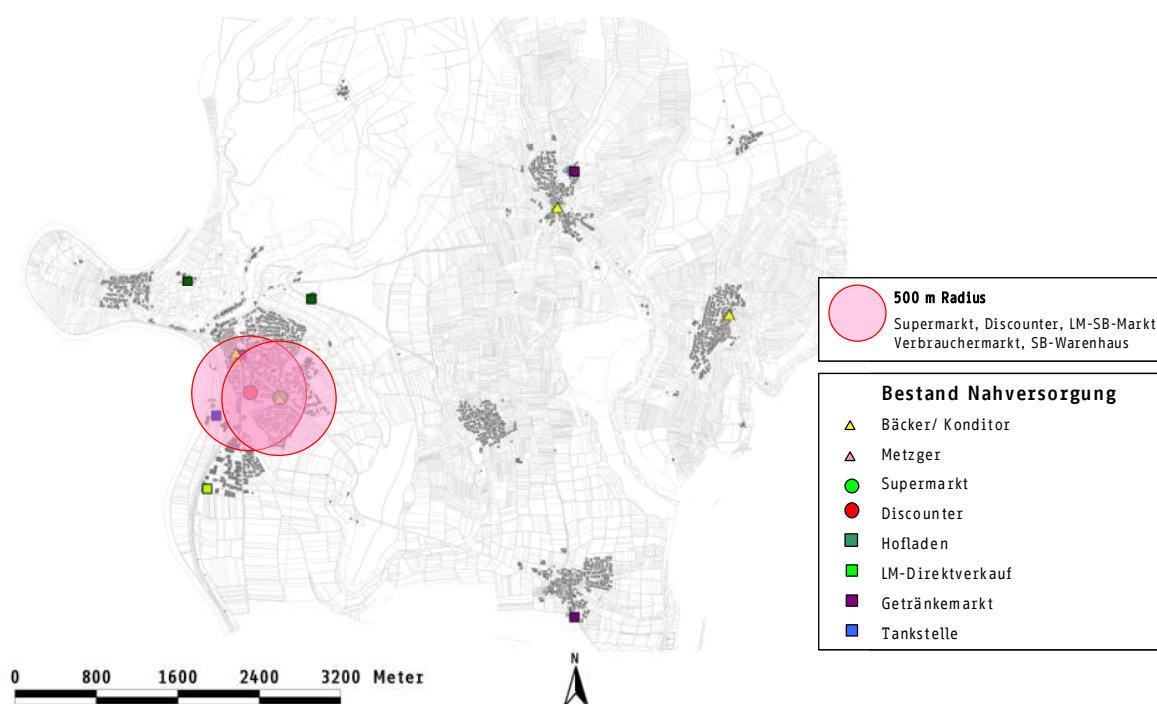 500 m Radius
Supermarkt, Discounter, LM-SB-Markt
Verbrauchermarkt, SB-Warenhaus
Bestand Nahversorgung
Bäcker/ Konditor
Metzger
Supermarkt
Discounter
Hofladen
LM-Direktverkauf
Getränkemarkt
Tankstelle
0 800 1600 2400 3200 Meter
N